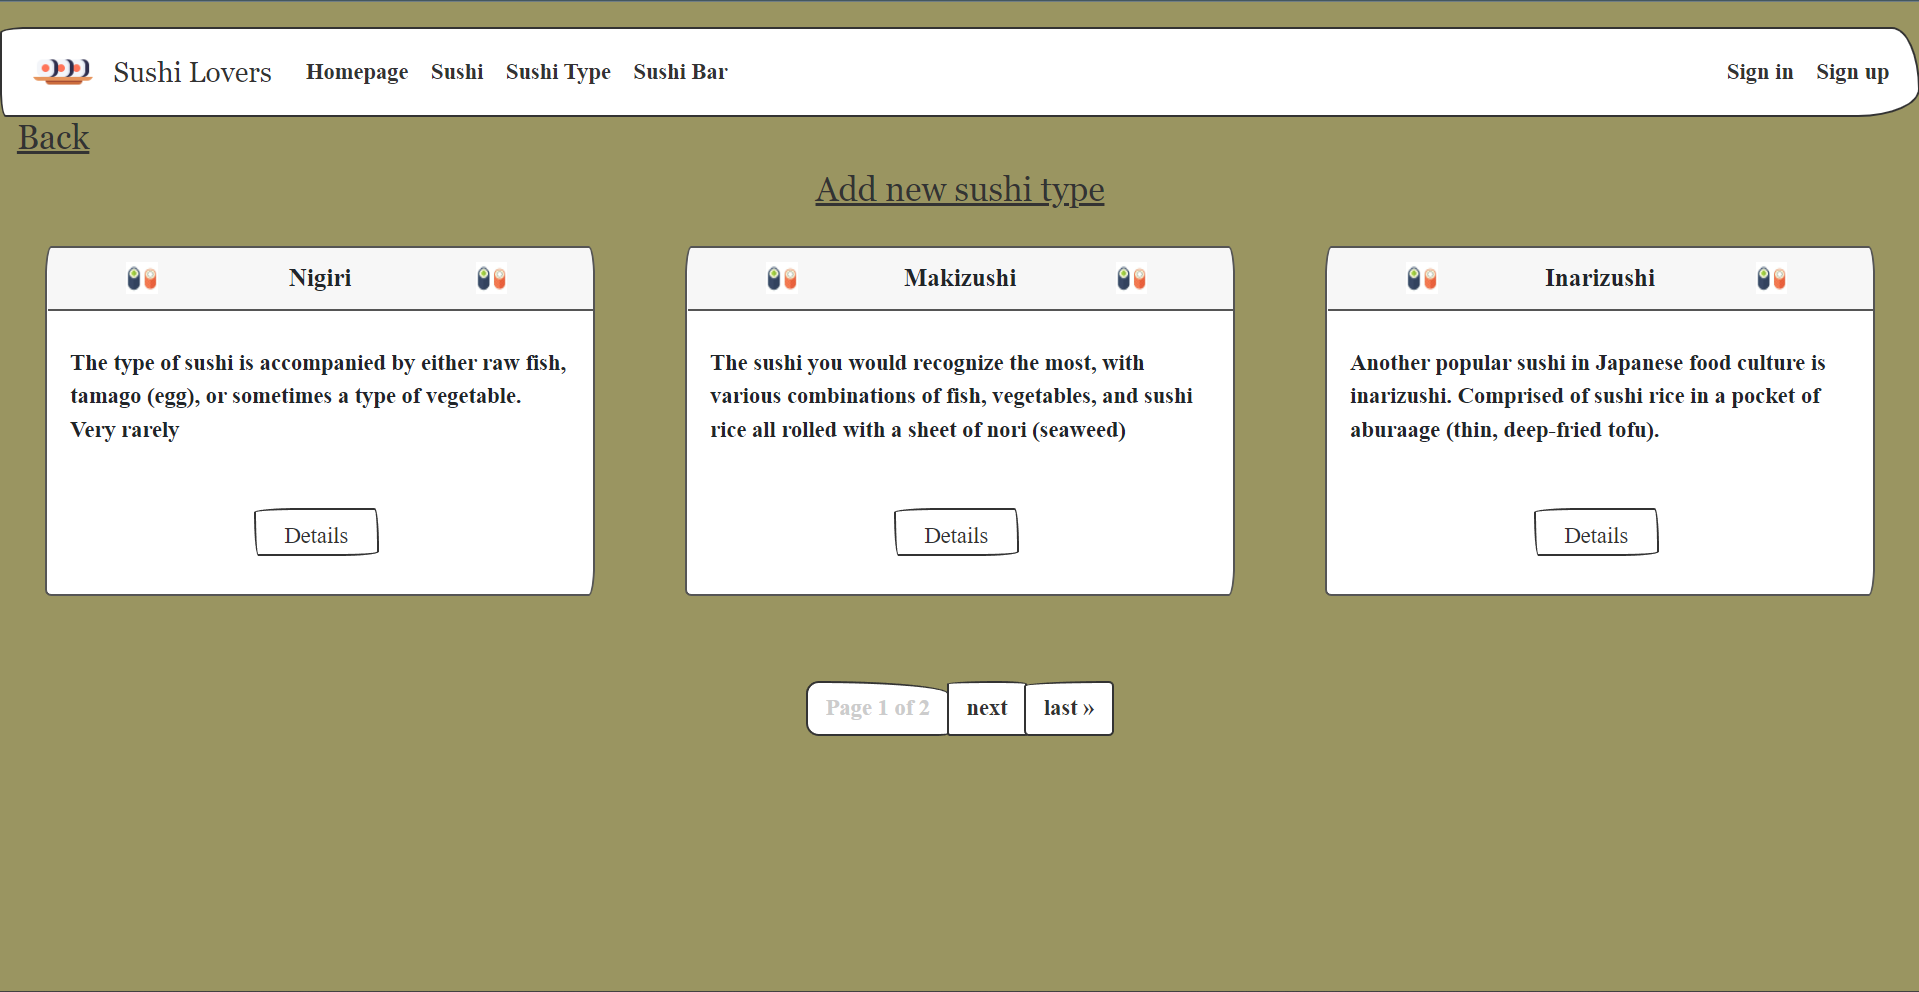 Sushi Lovers Homepage Sushi Sushi Type Sushi Bar Sign in Sign up
Back
Add new sushi type
Nigiri
The type of sushi is accompanied by either raw fish,
tamago (egg), or sometimes a type of vegetable.
Very rarely
Details
Makizushi
The sushi you would recognize the most, with
various combinations of fish, vegetables, and sushi
rice all rolled with a sheet of nori (seaweed)
Details
Inarizushi
Another popular sushi in Japanese food culture is
inarizushi. Comprised of sushi rice in a pocket of
aburaage (thin, deep-fried tofu).
Details
Page 1 of 2 next last »